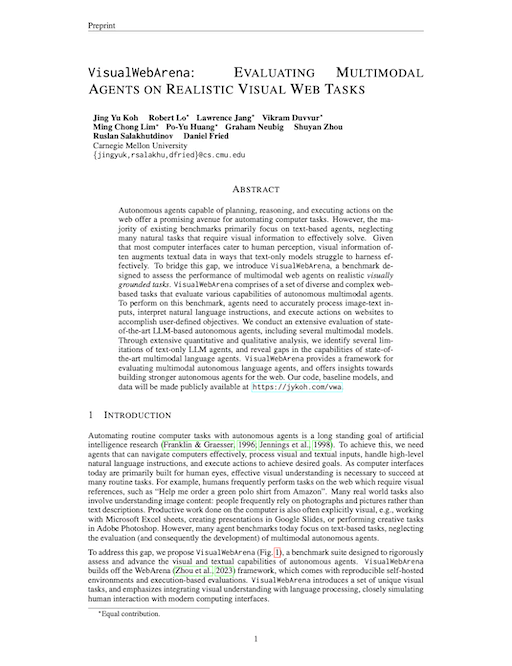 Preprint
VisualWebArena: EVALUATING MULTIMODAL
AGENTS ON REALISTIC VISUAL WEB TASKS
Jing Yu Koh Robert Lo* Lawrence Jang* Vikram Duvvur*
Ming Chong Lim* Po-Yu Huang* Graham Neubig Shuyan Zhou
Ruslan Salakhutdinov Daniel Fried
Carnegie Mellon University
{jingyuk,rsalakhu,dfried}@cs.cmu.edu
ABSTRACT
Autonomous agents capable of planning, reasoning, and executing actions on the
web offer a promising avenue for automating computer tasks. However, the ma-
jority of existing benchmarks primarily focus on text-based agents, neglecting
many natural tasks that require visual information to effectively solve. Given
that most computer interfaces cater to human perception, visual information of-
ten augments textual data in ways that text-only models struggle to harness ef-
fectively. To bridge this gap, we introduce VisualWebArena, a benchmark de-
signed to assess the performance of multimodal web agents on realistic visually
grounded tasks. VisualWebArena comprises of a set of diverse and complex web-
based tasks that evaluate various capabilities of autonomous multimodal agents.
To perform on this benchmark, agents need to accurately process image-text in-
puts, interpret natural language instructions, and execute actions on websites to
accomplish user-defined objectives. We conduct an extensive evaluation of state-
of-the-art LLM-based autonomous agents, including several multimodal models.
Through extensive quantitative and qualitative analysis, we identify several lim-
itations of text-only LLM agents, and reveal gaps in the capabilities of state-of-
the-art multimodal language agents. VisualWebArena provides a framework for
evaluating multimodal autonomous language agents, and offers insights towards
building stronger autonomous agents for the web. Our code, baseline models, and
data will be made publicly available at https://jykoh.com/vwa.
1 INTRODUCTION
Automating routine computer tasks with autonomous agents is a long standing goal of artificial
intelligence research (Franklin & Graesser, 1996; Jennings et al., 1998). To achieve this, we need
agents that can navigate computers effectively, process visual and textual inputs, handle high-level
natural language instructions, and execute actions to achieve desired goals. As computer interfaces
today are primarily built for human eyes, effective visual understanding is necessary to succeed at
many routine tasks. For example, humans frequently perform tasks on the web which require visual
references, such as “Help me order a green polo shirt from Amazon”. Many real world tasks also
involve understanding image content: people frequently rely on photographs and pictures rather than
text descriptions. Productive work done on the computer is also often explicitly visual, e.g., working
with Microsoft Excel sheets, creating presentations in Google Slides, or performing creative tasks
in Adobe Photoshop. However, many agent benchmarks today focus on text-based tasks, neglecting
the evaluation (and consequently the development) of multimodal autonomous agents.
To address this gap, we propose VisualWebArena (Fig. 1), a benchmark suite designed to rigorously
assess and advance the visual and textual capabilities of autonomous agents. VisualWebArena
builds off the WebArena (Zhou et al., 2023) framework, which comes with reproducible self-hosted
environments and execution-based evaluations. VisualWebArena introduces a set of unique visual
tasks, and emphasizes integrating visual understanding with language processing, closely simulating
human interaction with modern computing interfaces.
*Equal contribution.
1